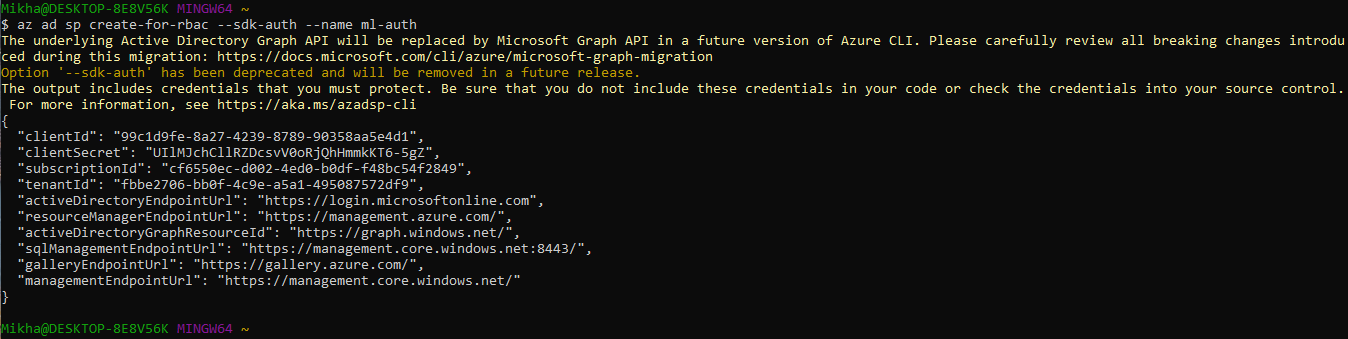 Mikha@DESKTOP-8E8V56K MINGW64 ~
$ az ad sp create-for-rbac --sdk-auth --name ml-auth
The underlying Active Directory Graph API will be replaced by Microsoft Graph API in a future version of Azure CLI. Please carefully review all breaking changes introdu
ced during this migration: https://docs.microsoft.com/cli/azure/microsoft-graph-migration
Option '--sdk-auth' has been deprecated and will be removed in a future release.
The output includes credentials that you must protect. Be sure that you do not include these credentials in your code or check the credentials into your source control.
 For more information, see https://aka.ms/azadsp-cli
{
  "clientId": "99c1d9fe-8a27-4239-8789-90358aa5e4d1",
  "clientSecret": "UIlMJchCllRZDcsvV0oRjQhHmmkKT6-5gZ",
  "subscriptionId": "cf6550ec-d002-4ed0-b0df-f48bc54f2849",
  "tenantId": "fbbe2706-bb0f-4c9e-a5a1-495087572df9",
  "activeDirectoryEndpointUrl": "https://login.microsoftonline.com",
  "resourceManagerEndpointUrl": "https://management.azure.com/",
  "activeDirectoryGraphResourceId": "https://graph.windows.net/",
  "sqlManagementEndpointUrl": "https://management.core.windows.net:8443/",
  "galleryEndpointUrl": "https://gallery.azure.com/",
  "managementEndpointUrl": "https://management.core.windows.net/"
}
Mikha@DESKTOP-8E8V56K MINGW64 ~